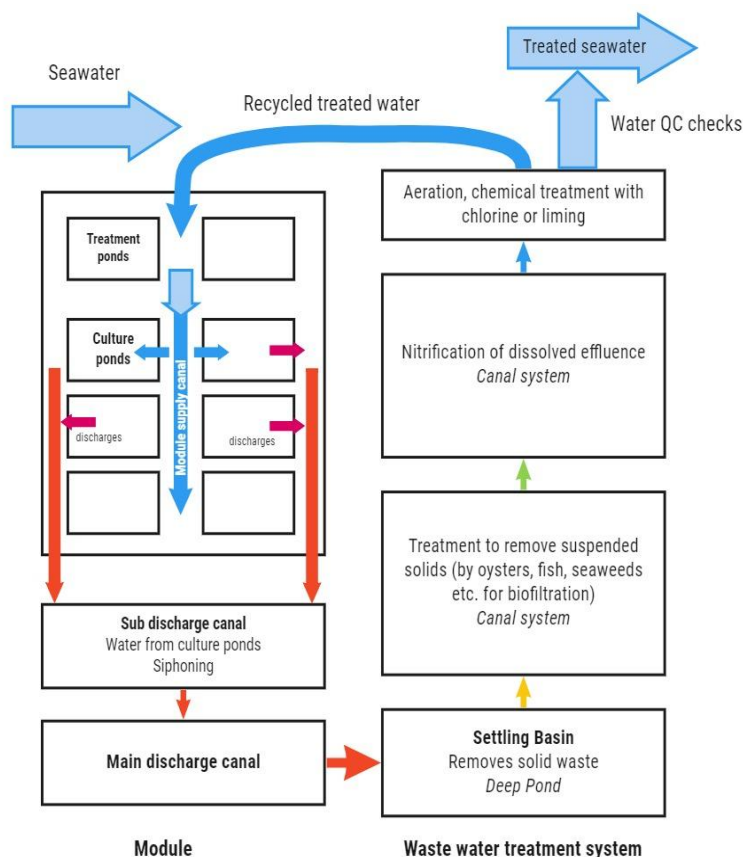 Treated seawater
Seawater
Recycled treated water
Water QC checks
Aeration, chemical treatment with
chlorine or liming
Treatment
ponds
Culture
ponds
Module supply canal
Nitrification of dissolved effluence
Canal system
discharges
discharges
Treatment to remove suspended
solids (by oysters, fish, seaweeds
etc. for biofiltration)
Canal system
Sub discharge canal
Water from culture ponds
Siphoning
Main discharge canal
Settling Basin
Removes solid waste
Deep Pond
Module
Waste water treatment system